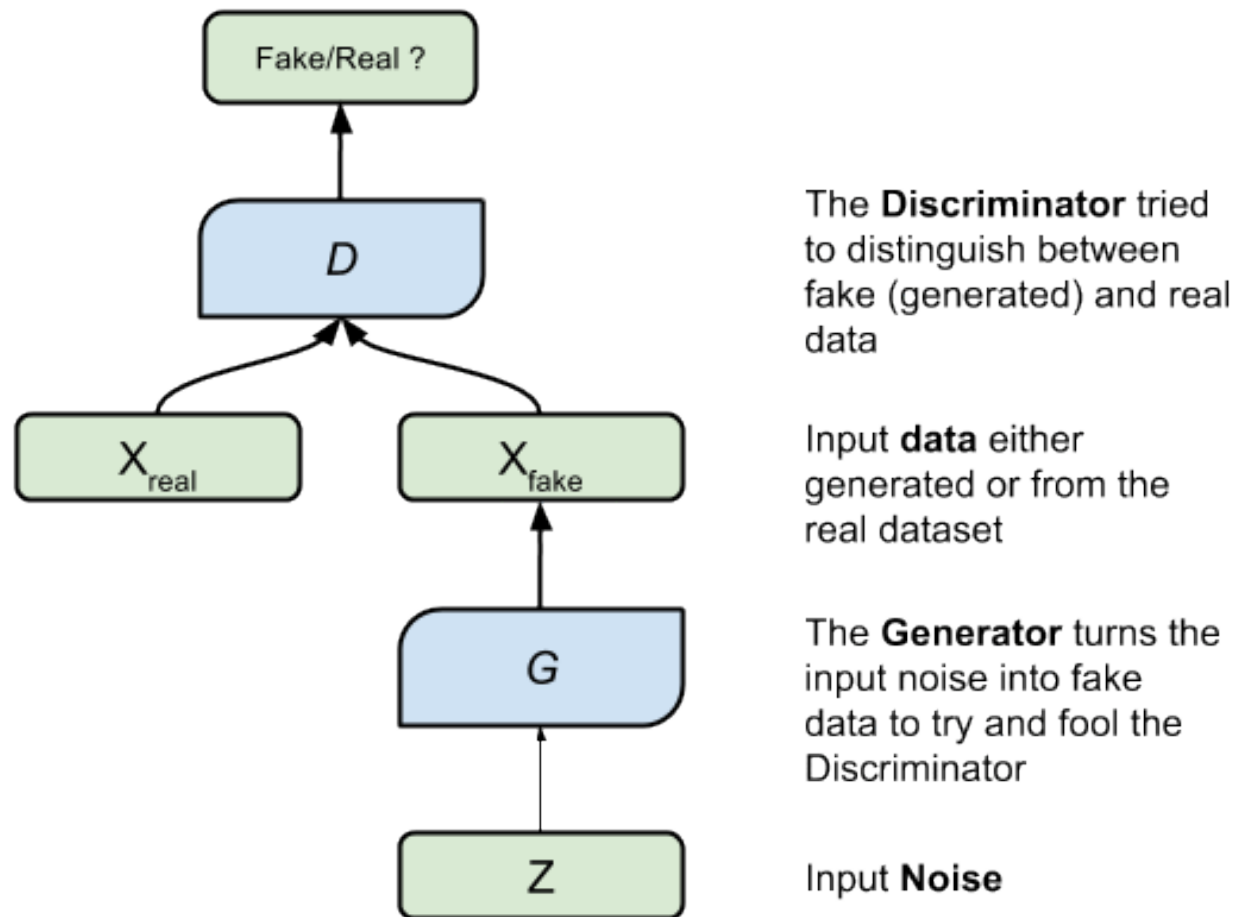 Fake/Real ?
D
The Discriminator tried
to distinguish between
fake (generated) and real
data
X_real
X_fake
Input data either
generated or from the
real dataset
G
The Generator turns the
input noise into fake
data to try and fool the
Discriminator
Z
Input Noise